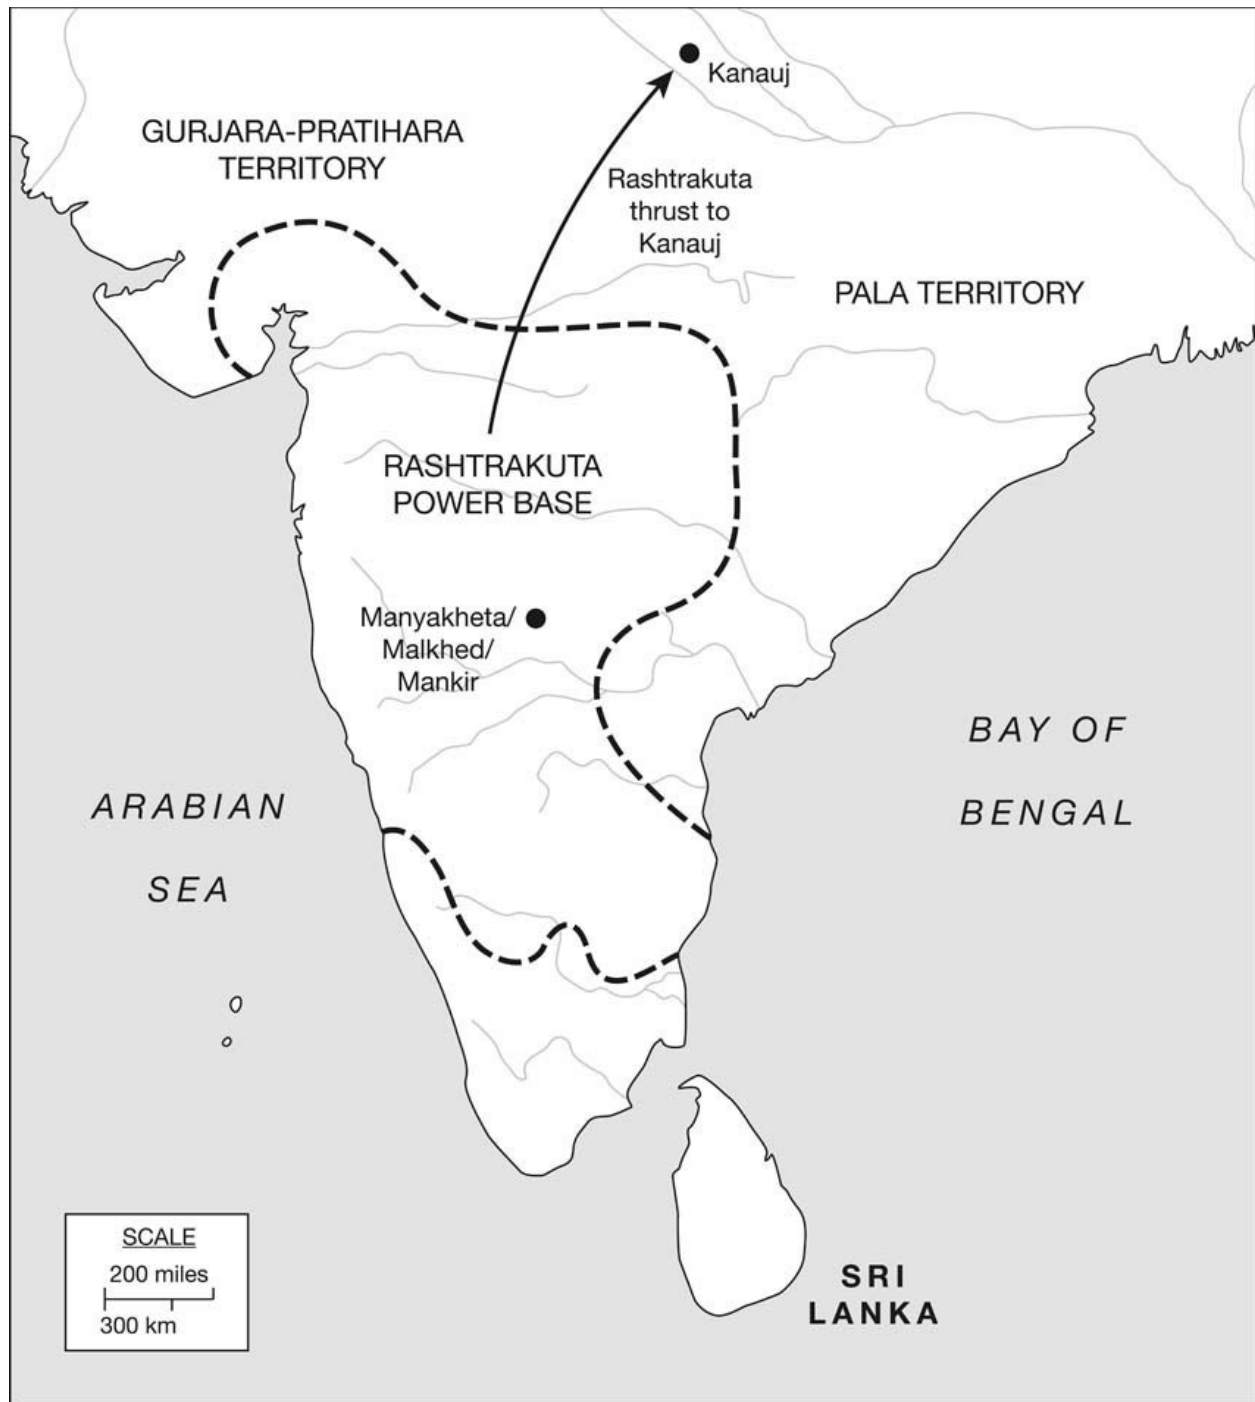 Kanauj
GURJARA-PRATIHARA
TERRITORY
Rashtrakuta
thrust to
Kanauj
PALA TERRITORY
RASHTRAKUTA
POWER BASE
Manyakheta/
Malkhed/
Mankir
BAY OF
BENGAL
ARABIAN
SEA
SCALE
200 miles
300 km
SRI
LANKA